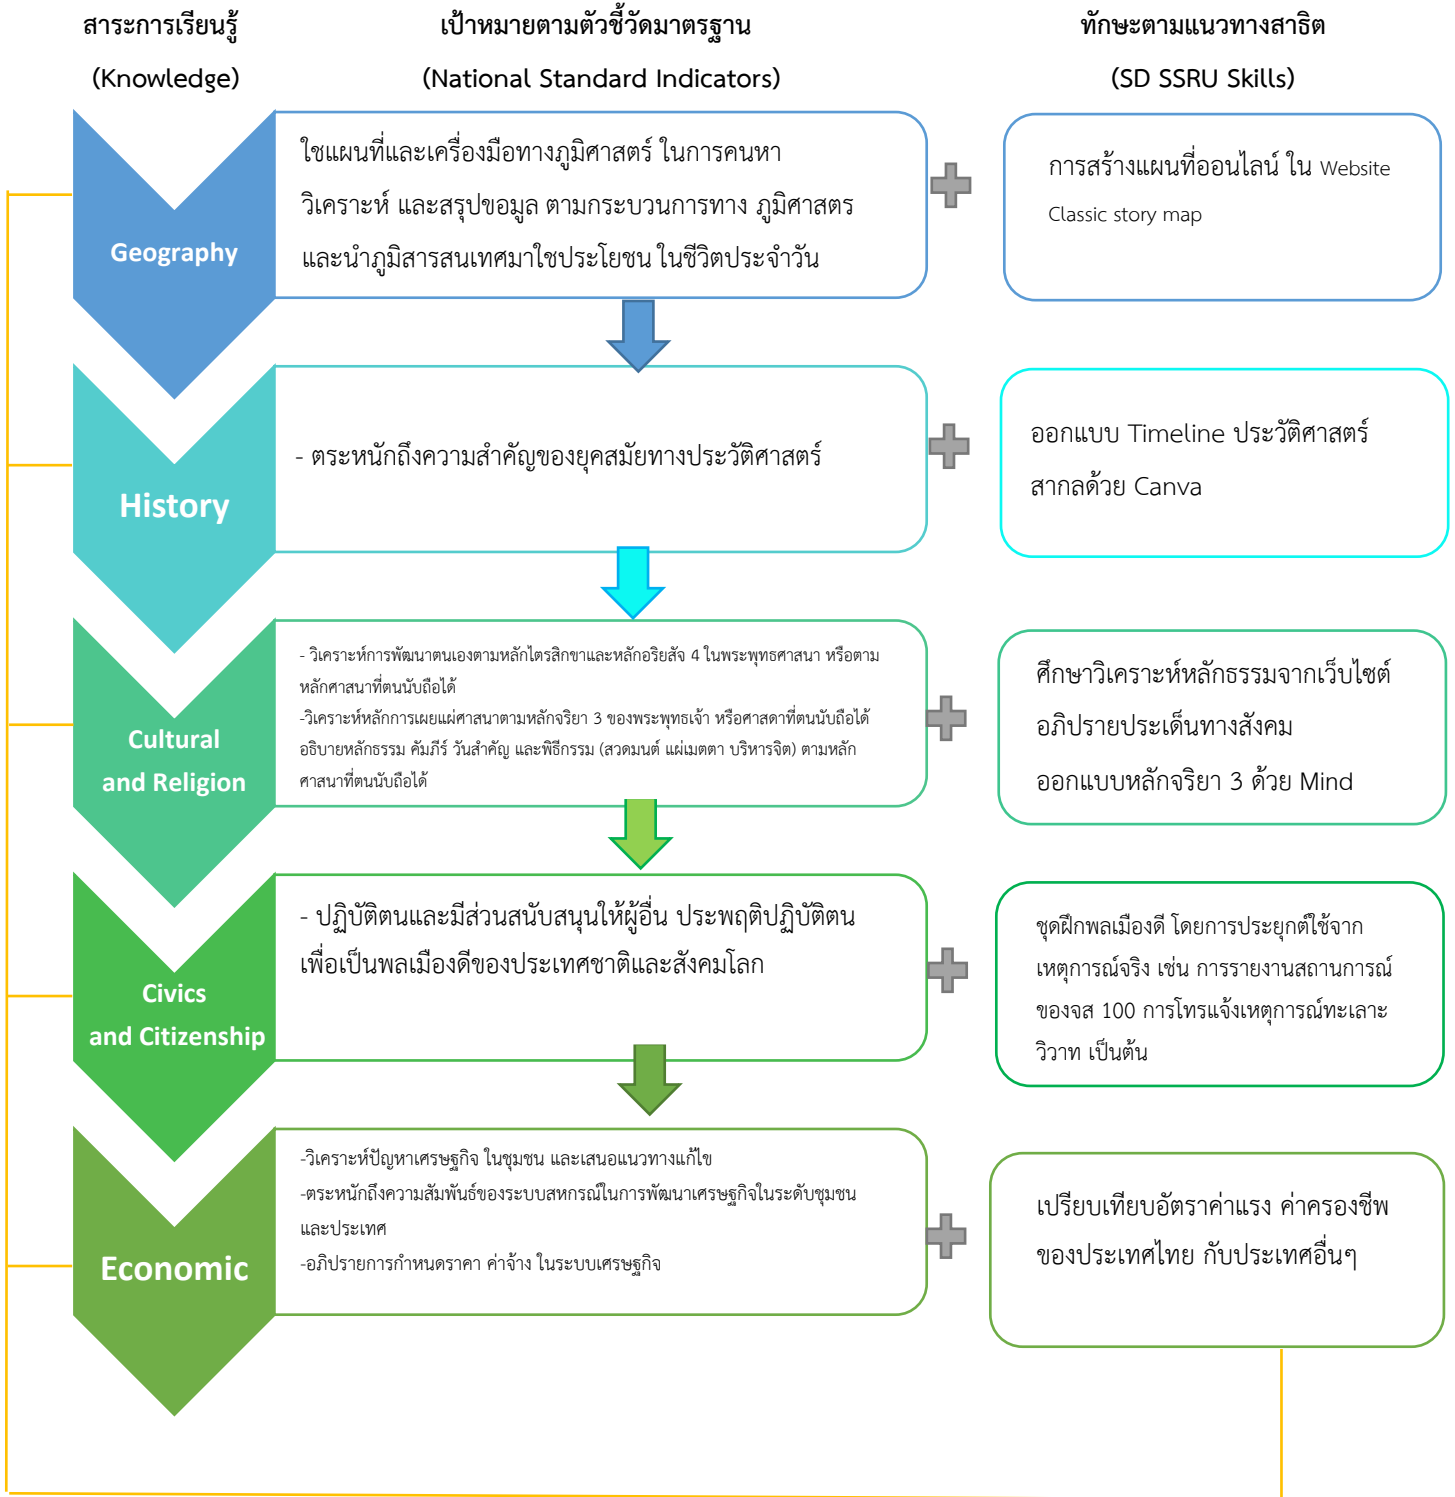 สาระการเรียนรู้
(Knowledge)
เป้าหมายตามตัวชี้วัดมาตรฐาน
(National Standard Indicators)
ทักษะตามแนวทางสาธิต
(SD SSRU Skills)
Geography
ใชแผนที่และเครื่องมือทางภูมิศาสตร์ ในการคนหา
วิเคราะห์ และสรุปขอมูล ตามกระบวนการทาง ภูมิศาสตร
และนำภูมิสารสนเทศมาใชประโยชน ในชีวิตประจำวัน
การสร้างแผนที่ออนไลน์ ใน Website
Classic story map
History
- ตระหนักถึงความสำคัญของยุคสมัยทางประวัติศาสตร์
ออกแบบ Timeline ประวัติศาสตร์
สากลด้วย Canva
Cultural
and Religion
- วิเคราะห์การพัฒนาตนเองตามหลักไตรสิกขาและหลักอริยสัจ 4 ในพระพุทธศาสนา หรือตาม
หลักศาสนาที่ตนนับถือได้
-วิเคราะห์หลักการเผยแผ่ศาสนาตามหลักจริยา 3 ของพระพุทธเจ้า หรือศาสดาที่ตนนับถือได้
อธิบายหลักธรรม คัมภีร์ วันสำคัญ และพิธีกรรม (สวดมนต์ แผ่เมตตา บริหารจิต) ตามหลัก
ศาสนาที่ตนนับถือได้
ศึกษาวิเคราะห์หลักธรรมจากเว็บไซต์
อภิปรายประเด็นทางสังคม
ออกแบบหลักจริยา 3 ด้วย Mind
Civics
and Citizenship
- ปฏิบัติตนและมีส่วนสนับสนุนให้ผู้อื่น ประพฤติปฏิบัติตน
เพื่อเป็นพลเมืองดีของประเทศชาติและสังคมโลก
ชุดฝึกพลเมืองดี โดยการประยุกต์ใช้จาก
เหตุการณ์จริง เช่น การรายงานสถานการณ์
ของจส 100 การโทรแจ้งเหตุการณ์ทะเลาะ
วิวาท เป็นต้น
Economic
-วิเคราะห์ปัญหาเศรษฐกิจ ในชุมชน และเสนอแนวทางแก้ไข
-ตระหนักถึงความสัมพันธ์ของระบบสหกรณ์ในการพัฒนาเศรษฐกิจในระดับชุมชน
และประเทศ
-อภิปรายการกำหนดราคา ค่าจ้าง ในระบบเศรษฐกิจ
เปรียบเทียบอัตราค่าแรง ค่าครองชีพ
ของประเทศไทย กับประเทศอื่นๆ